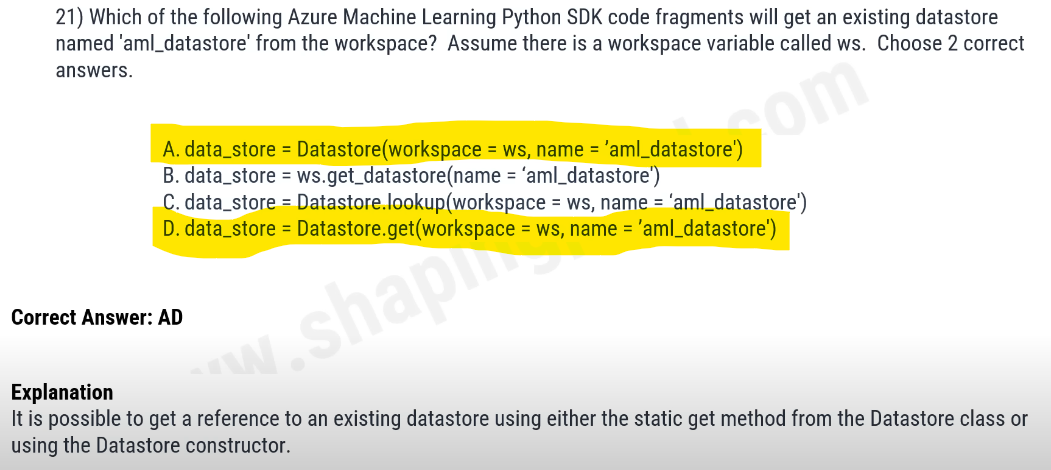 21) Which of the following Azure Machine Learning Python SDK code fragments will get an existing datastore
named 'aml_datastore' from the workspace?  Assume there is a workspace variable called ws.  Choose 2 correct
answers.
A. data_store = Datastore(workspace = ws, name = ’aml_datastore')
B. data_store = ws.get_datastore(name = ‘aml_datastore')
C. data_store = Datastore.lookup(workspace = ws, name = ‘aml_datastore')
D. data_store = Datastore.get(workspace = ws, name = ’aml_datastore')
Correct Answer: AD
Explanation
It is possible to get a reference to an existing datastore using either the static get method from the Datastore class or
using the Datastore constructor.